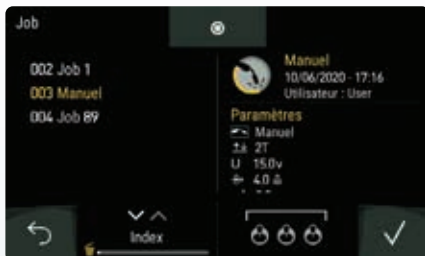 Job
002 Job 1
003 Manuel
004 Job 89
Index
Manuel
10/06/2020 - 17:16
Utilisateur : User
Paramètres
Manuel
2T
U 15.0v
4.0